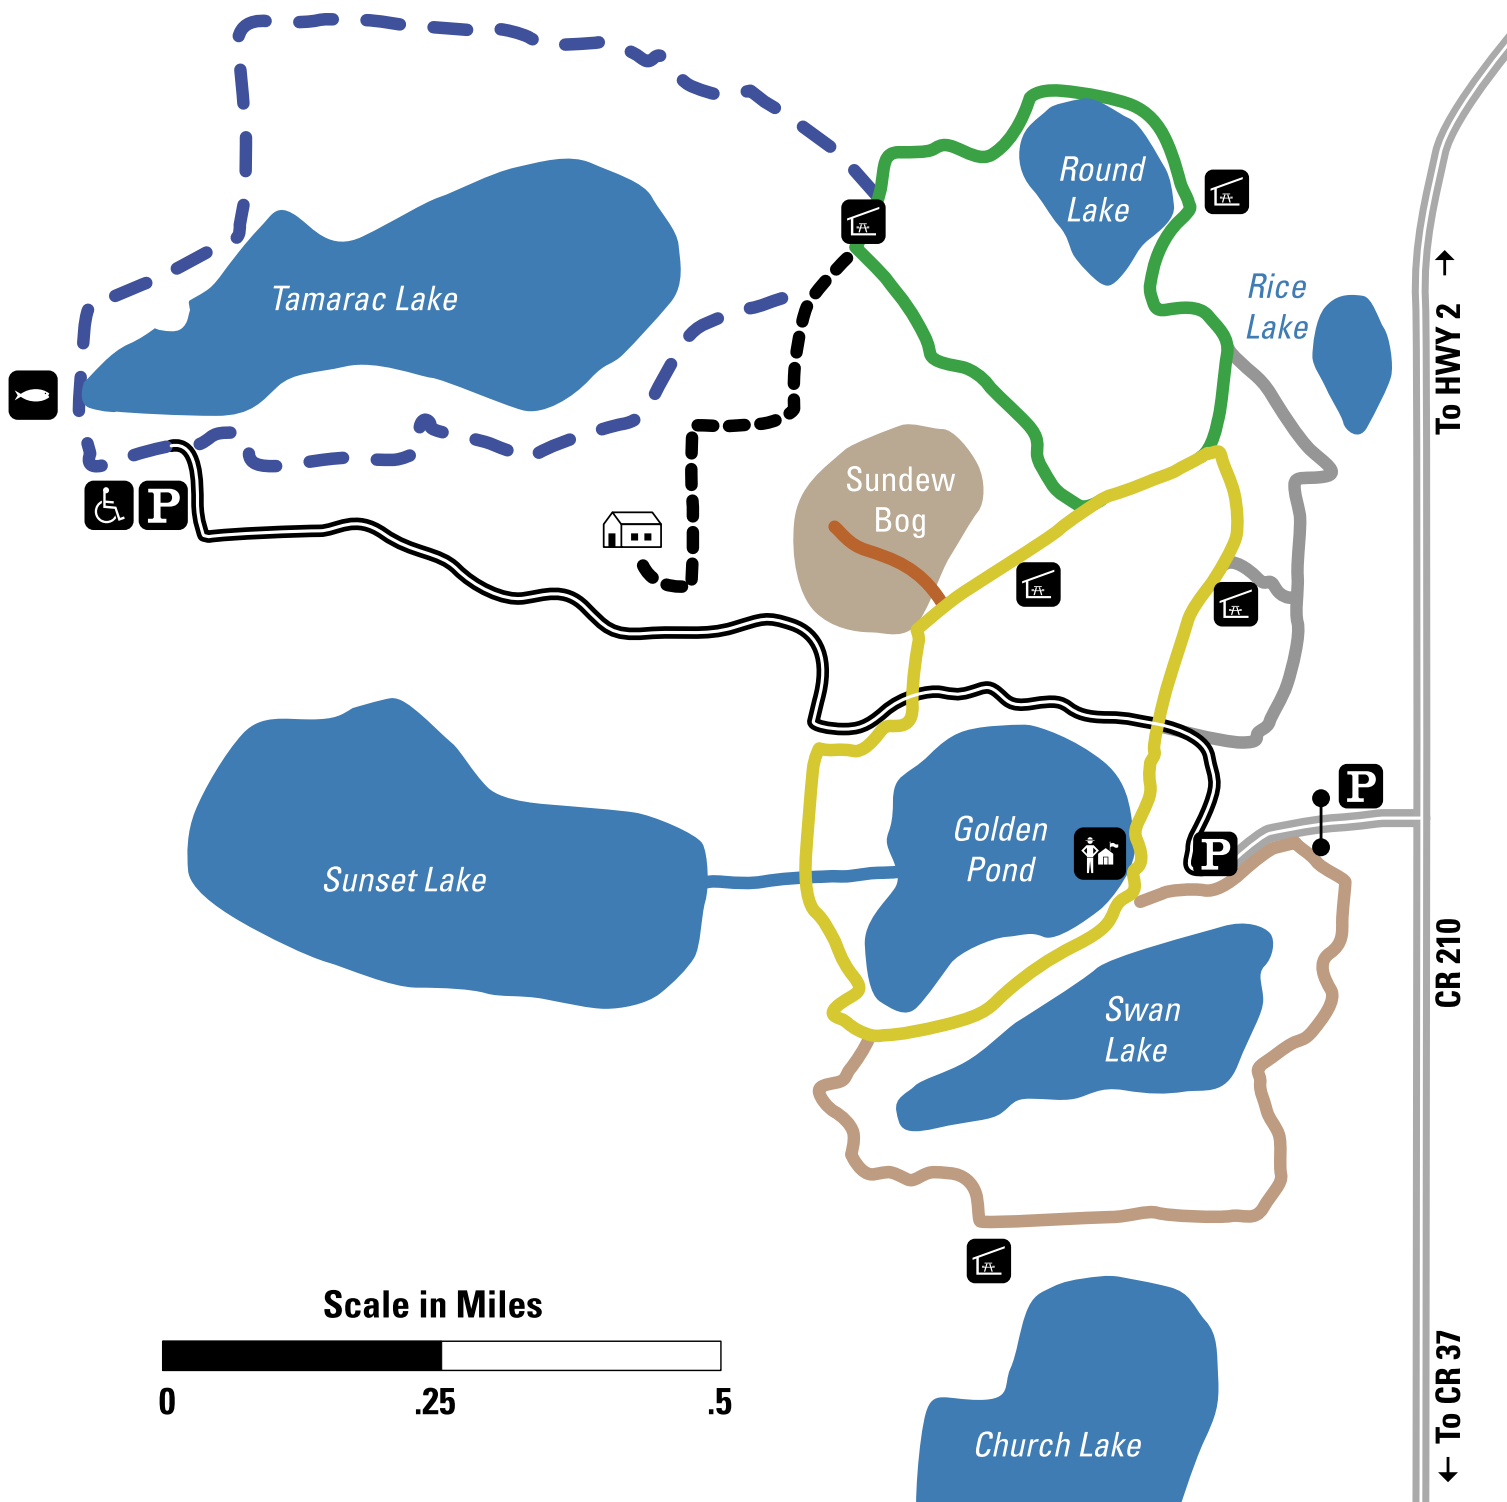 Round
Lake
Rice
Lake
Tamarac Lake
To HWY 2
Sundew
Bog
P
P
Golden
Pond
P
Sunset Lake
CR 210
Swan
Lake
Scale in Miles
0 .25 .5
To CR 37
Church Lake